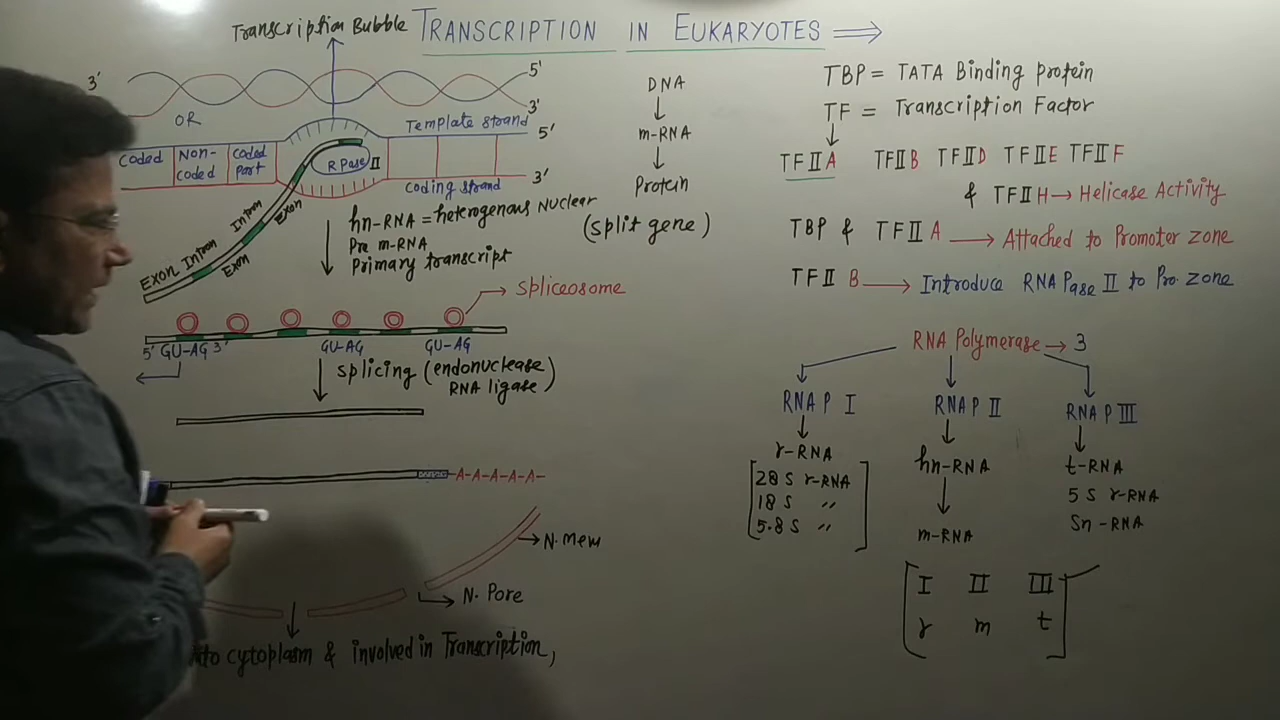 Transcription Bubble
TRANSCRIPTION IN EUKARYOTES ⟹
3'
5'
3'
OR
Template strand
5'
Coded
Non-coded
Coded Part
R Pase II
Coding strand
3'
Intron
Exon
Exon Intron
Exon
hn-RNA = heterogenous Nuclear
Pre m-RNA
Primary transcript
(split gene)
DNA
↓
m-RNA
↓
Protein
→ spliceosome
5' GU-AG 3'
GU-AG
GU-AG
splicing (endonuclease
RNA ligase)
-A-A-A-A-A-
→ N. Mem
→ N. Pore
to cytoplasm & involved in Transcription,
TBP = TATA Binding protein
TF = Transcription Factor
TFIIA TFIIB TFIID TFIIE TFIIF
& TFIIH → Helicase Activity
TBP & TFII A → Attached to Promoter zone
TFII B → Introduce RNA Pase II to Pro. zone
RNA Polymerase → 3
RNA P I
RNA P II
RNA P III
r-RNA
28 S r-RNA
18 S "
5.8 S "
hn-RNA
↓
m-RNA
t-RNA
5 S r-RNA
Sn-RNA
I II III
r m t